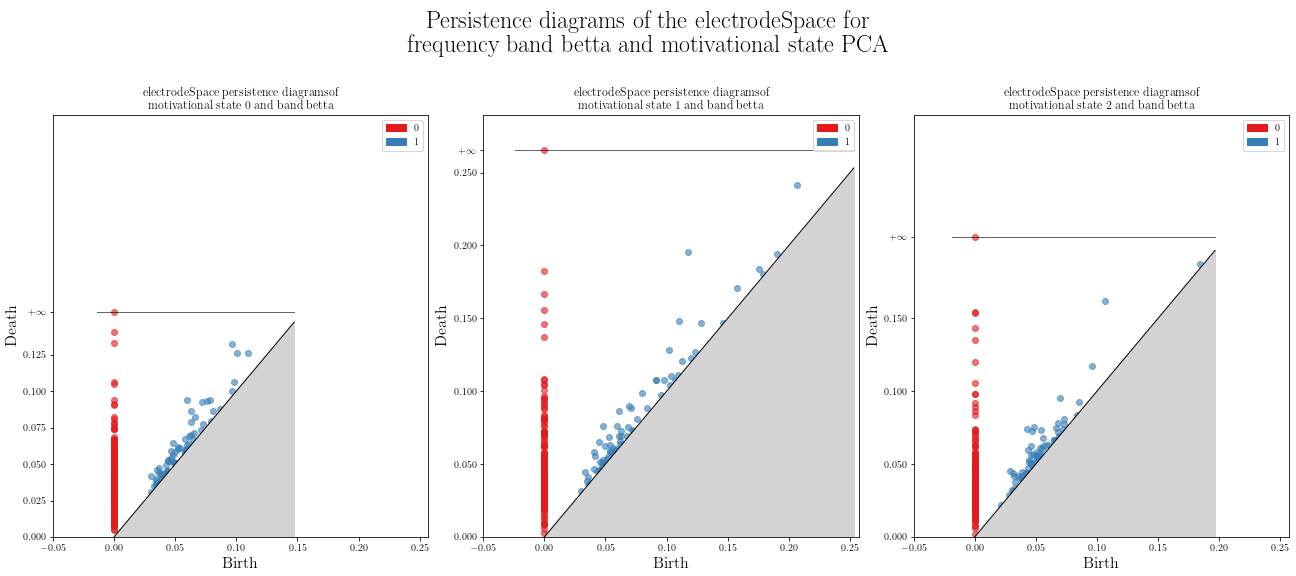 Persistence diagrams of the electrodeSpace for
frequency band betta and motivational state PCA
electrodeSpace persistence diagramsof
motivational state 0 and band betta
0
1
+∞
0.125
0.100
0.075
0.050
0.025
0.000
Death
−0.05 0.00 0.05 0.10 0.15 0.20 0.25
Birth
electrodeSpace persistence diagramsof
motivational state 1 and band betta
0
1
+∞
0.250
0.200
0.150
0.100
0.050
0.000
Death
−0.05 0.00 0.05 0.10 0.15 0.20 0.25
Birth
electrodeSpace persistence diagramsof
motivational state 2 and band betta
0
1
+∞
0.150
0.100
0.050
0.000
Death
−0.05 0.00 0.05 0.10 0.15 0.20 0.25
Birth